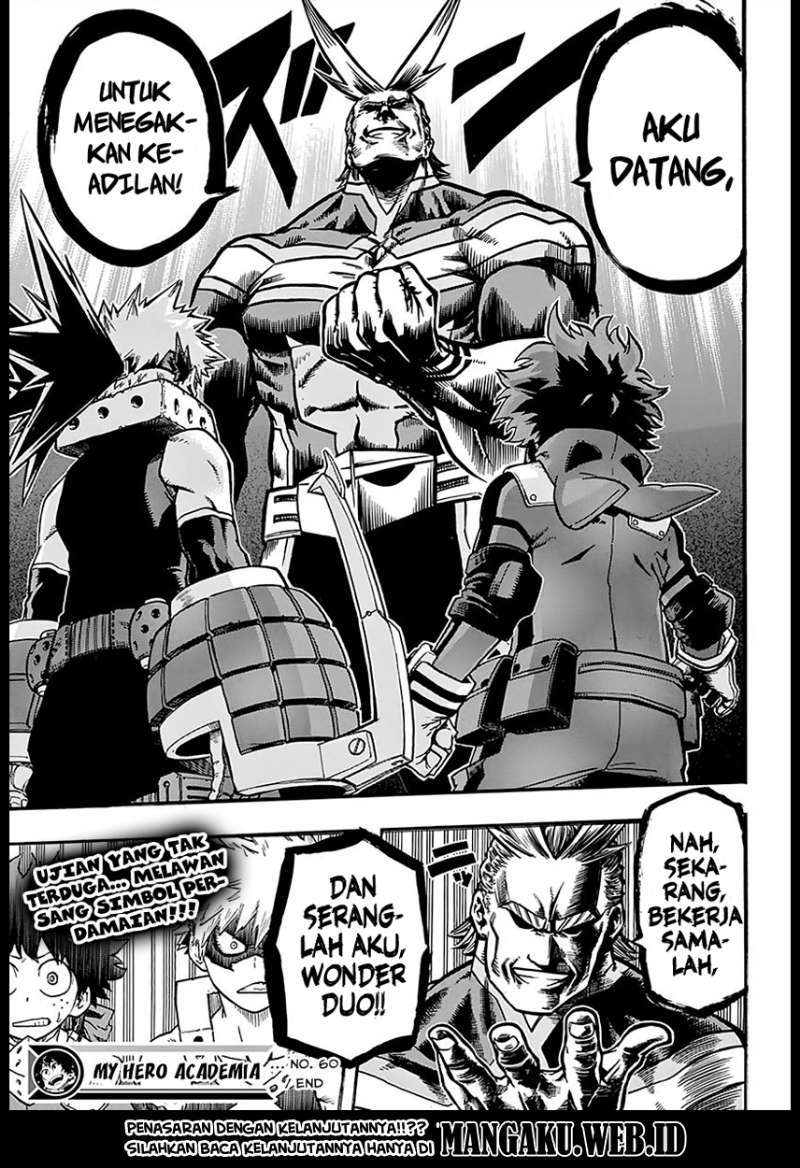 AKU
DATANG,
UNTUK
MENEGAK-
KAN KE-
ADILAN!
ズン
NAH,
SEKA-
RANG,
BEKERJA
SAMA-
LAH,
DAN
SERANG-
LAH AKU,
WONDER
DUO!!
UJIAN YANG TAK
TERDUGA... MELAWAN
SANG SIMBOL PER-
DAMAIAN!!!
MY HERO ACADEMIA
... NO. 60
/ END
PENASARAN DENGAN KELANJUTANNYA!!??
SILAHKAN BACA KELANJUTANNYA HANYA DI
MANGAKU.WEB.ID